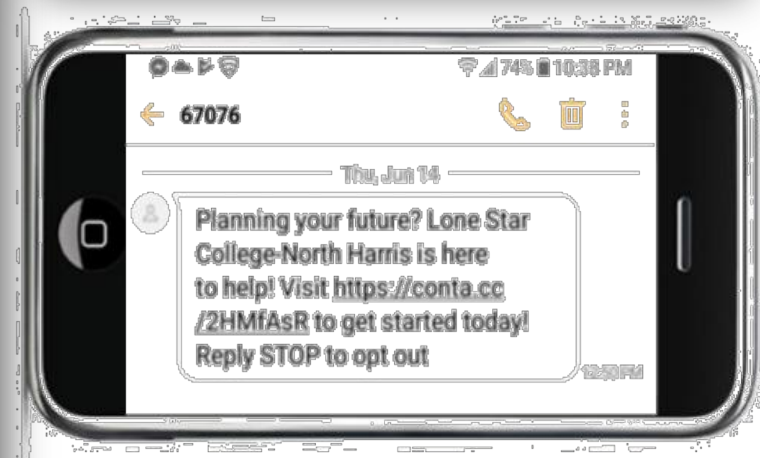 74% 10:38 PM
67076
Thu, Jun 14
Planning your future? Lone Star
College-North Harris is here
to help! Visit https://conta.cc
/2HMfAsR to get started today!
Reply STOP to opt out